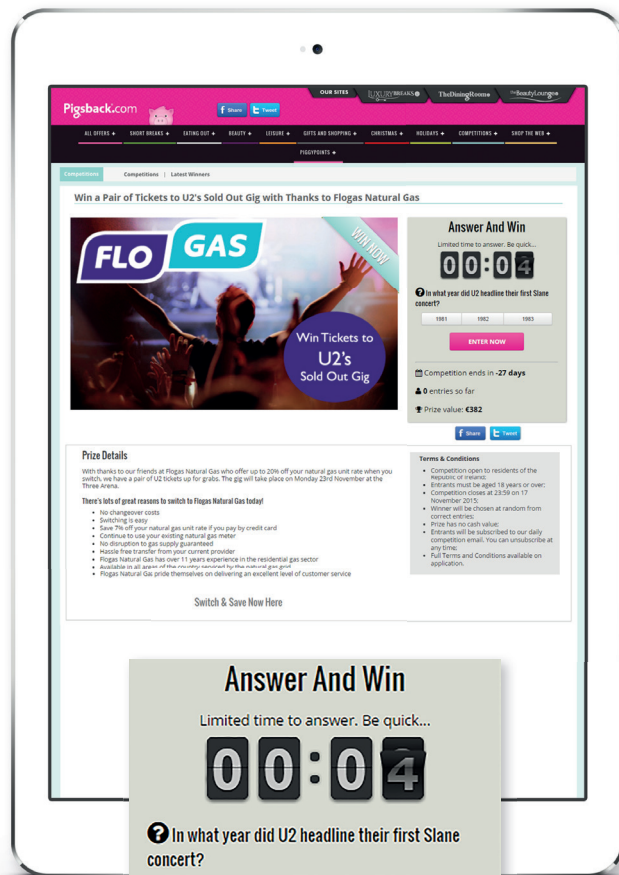 OUR SITES LUXURYBREAKS TheDiningRoom theBeautyLounge
Pigsback.com
f Share Tweet
ALL OFFERS + SHORT BREAKS + EATING OUT + BEAUTY + LEISURE + GIFTS AND SHOPPING + CHRISTMAS + HOLIDAYS + COMPETITIONS + SHOP THE WEB +
PIGGYPOINTS +
Competitions Competitions | Latest Winners
Win a Pair of Tickets to U2's Sold Out Gig with Thanks to Flogas Natural Gas
FLO GAS
WIN NOW
Win Tickets to
U2's
Sold Out Gig
Answer And Win
Limited time to answer. Be quick...
00:04
? In what year did U2 headline their first Slane
concert?
1981 1982 1983
ENTER NOW
Competition ends in -27 days
0 entries so far
Prize value: €382
f Share Tweet
Prize Details
With thanks to our friends at Flogas Natural Gas who offer up to 20% off your natural gas unit rate when you
switch, we have a pair of U2 tickets up for grabs. The gig will take place on Monday 23rd November at the
Three Arena.
There's lots of great reasons to switch to Flogas Natural Gas today!
• No changeover costs
• Switching is easy
• Save 7% off your natural gas unit rate if you pay by credit card
• Continue to use your existing natural gas meter
• No disruption to gas supply guaranteed
• Hassle free transfer from your current provider
• Flogas Natural Gas has over 11 years experience in the residential gas sector
• Available in all areas of the country serviced by the natural gas grid
• Flogas Natural Gas pride themselves on delivering an excellent level of customer service
Switch & Save Now Here
Terms & Conditions
• Competition open to residents of the
Republic of Ireland;
• Entrants must be aged 18 years or over;
• Competition closes at 23:59 on 17
November 2015;
• Winner will be chosen at random from
correct entries;
• Prize has no cash value;
• Entrants will be subscribed to our daily
competition email. You can unsubscribe at
any time;
• Full Terms and Conditions available on
application.
Answer And Win
Limited time to answer. Be quick...
00:04
? In what year did U2 headline their first Slane
concert?